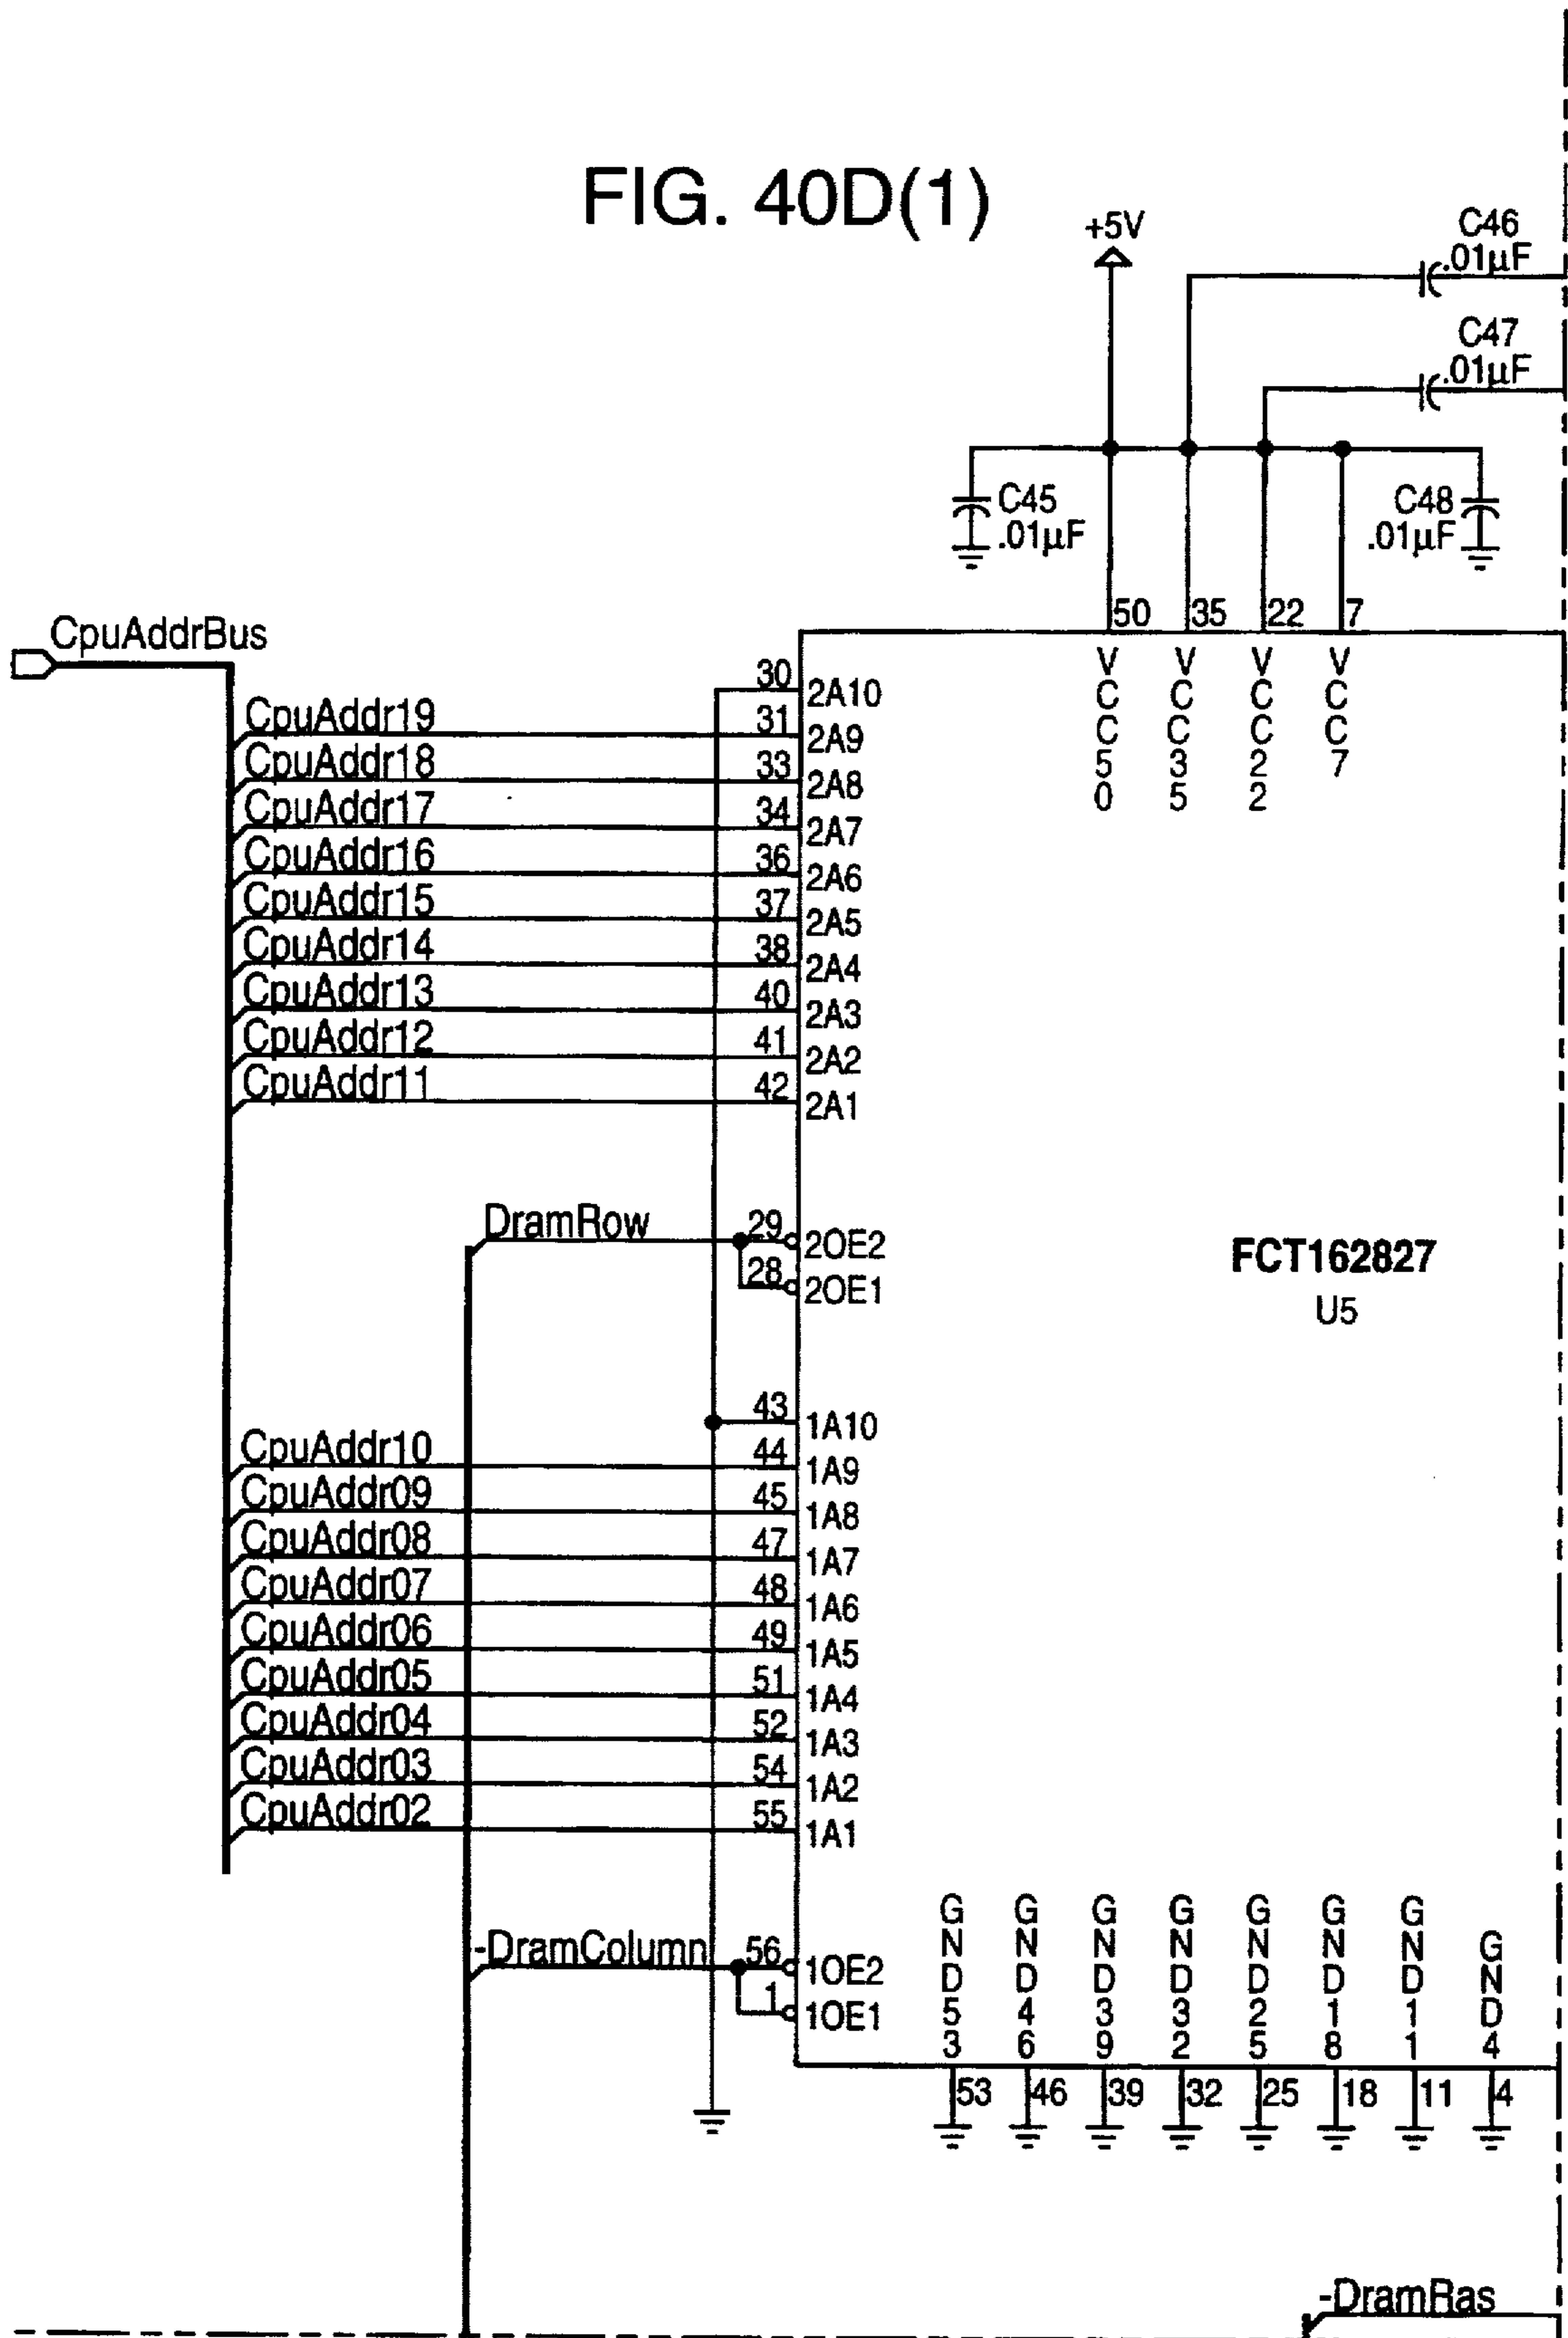 FIG. 40D(1)
+5V
C46
.01µF
C47
.01µF
C45
.01µF
C48
.01µF
50 35 22 7
CpuAddrBus
VCC50 VCC35 VCC22 VCC7
30 2A10
CpuAddr19 31 2A9
CpuAddr18 33 2A8
CpuAddr17 34 2A7
CpuAddr16 36 2A6
CpuAddr15 37 2A5
CpuAddr14 38 2A4
CpuAddr13 40 2A3
CpuAddr12 41 2A2
CpuAddr11 42 2A1
DramRow 29 2OE2
28 2OE1
FCT162827
U5
43 1A10
CpuAddr10 44 1A9
CpuAddr09 45 1A8
CpuAddr08 47 1A7
CpuAddr07 48 1A6
CpuAddr06 49 1A5
CpuAddr05 51 1A4
CpuAddr04 52 1A3
CpuAddr03 54 1A2
CpuAddr02 55 1A1
-DramColumn 56 1OE2
1 1OE1
GND53 GND46 GND39 GND32 GND25 GND18 GND11 GND4
53 46 39 32 25 18 11 4
-DramRas